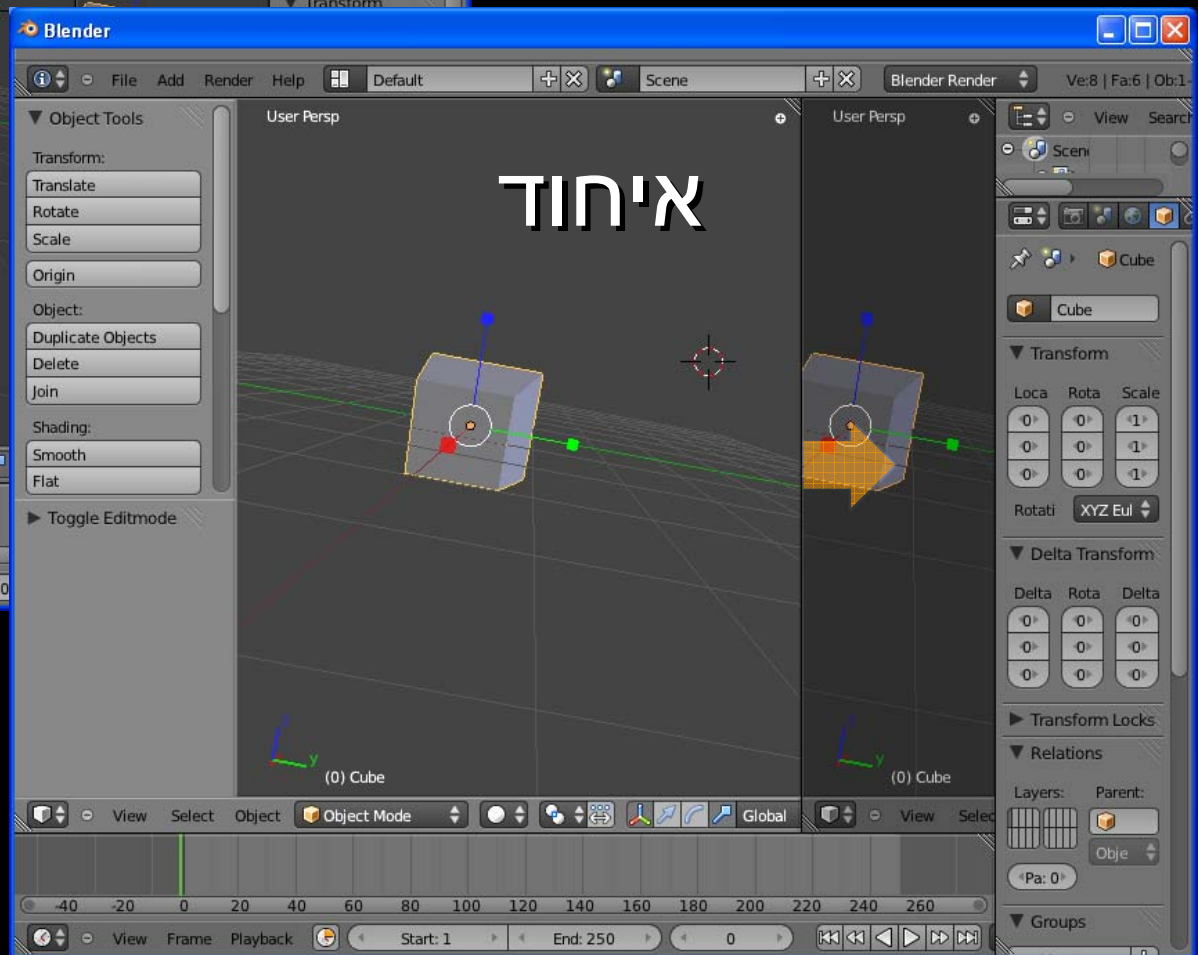 Transform
Blender
File Add Render Help Default Scene Blender Render Ve:8 | Fa:6 | Ob:1-
Object Tools
Transform:
Translate
Rotate
Scale
Origin
Object:
Duplicate Objects
Delete
Join
Shading:
Smooth
Flat
Toggle Editmode
User Persp
איחוד
y
(0) Cube
View Select Object Object Mode Global
User Persp
y
(0) Cube
View Selec
View Search
Scen
Cube
Cube
Transform
Loca Rota Scale
0 0 1
0 0 1
0 0 1
Rotati XYZ Eul
Delta Transform
Delta Rota Delta
0 0 0
0 0 0
0 0 0
Transform Locks
Relations
Layers: Parent:
Obje
Pa: 0
Groups
-40 -20 0 20 40 60 80 100 120 140 160 180 200 220 240 260
View Frame Playback Start: 1 End: 250 0